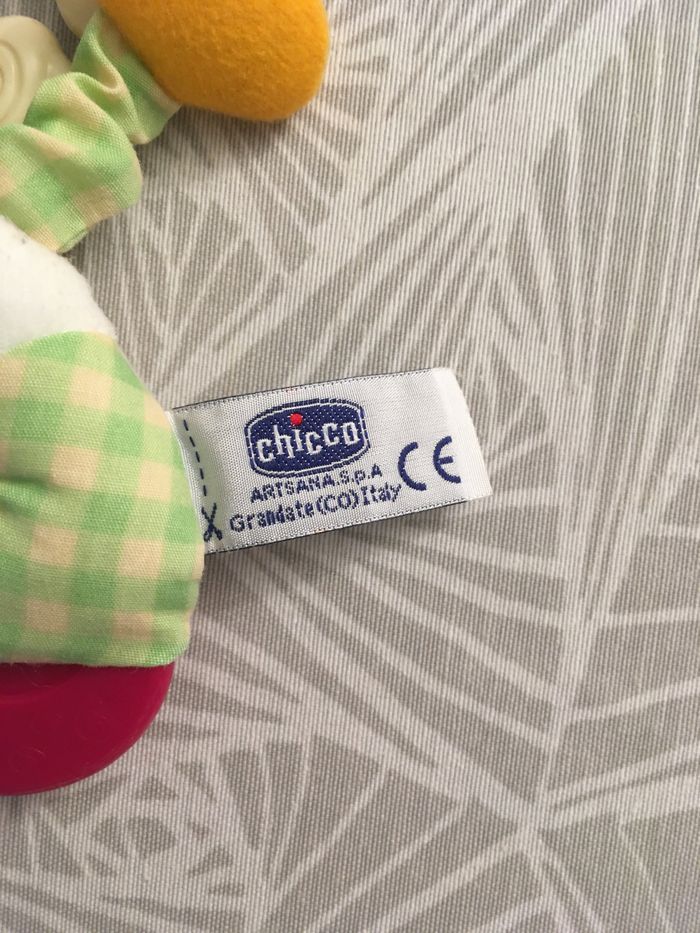 chicco
ARTSANA.S.p.A
Grandate(CO)Italy
CE